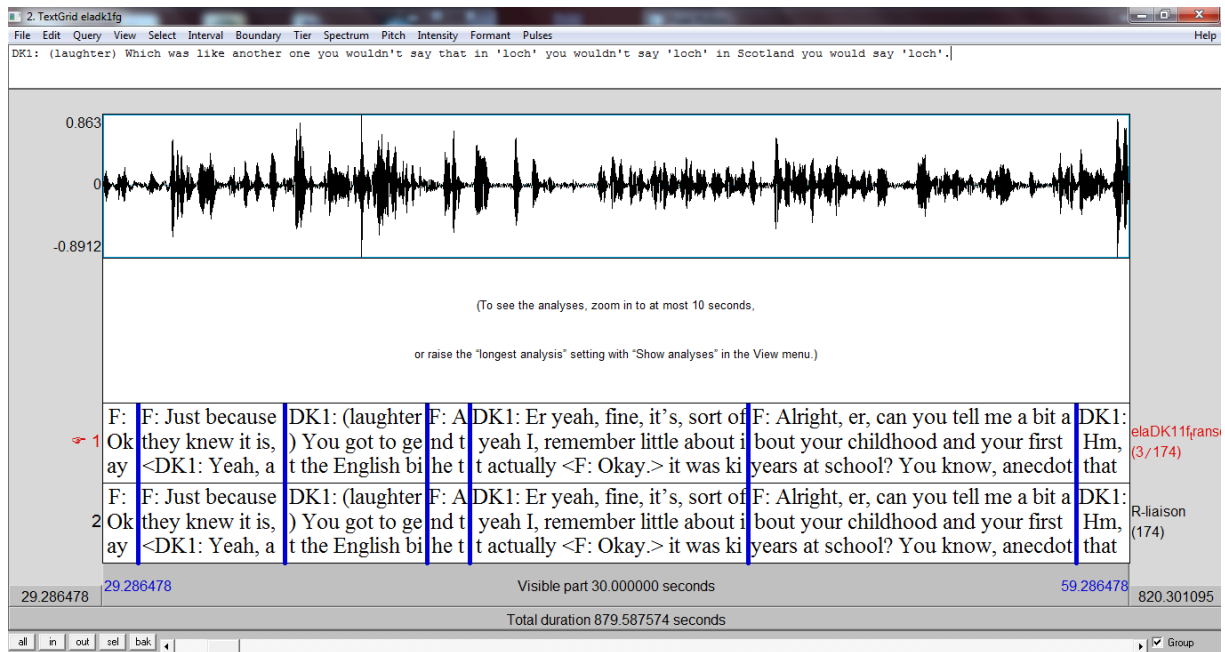 2. TextGrid eladk1fg
File Edit Query View Select Interval Boundary Tier Spectrum Pitch Intensity Formant Pulses Help
DK1: (laughter) Which was like another one you wouldn't say that in 'loch' you wouldn't say 'loch' in Scotland you would say 'loch'.
0.863
0
-0.8912
(To see the analyses, zoom in to at most 10 seconds,
or raise the "longest analysis" setting with "Show analyses" in the View menu.)
F: F: Just because DK1: (laughter F: A DK1: Er yeah, fine, it's, sort of F: Alright, er, can you tell me a bit a DK1:
1 Ok they knew it is, ) You got to ge nd t yeah I, remember little about i bout your childhood and your first Hm, elaDK11f
ay <DK1: Yeah, a t the English bi he t t actually <F: Okay.> it was ki years at school? You know, anecdot that (3/174)
F: F: Just because DK1: (laughter F: A DK1: Er yeah, fine, it's, sort of F: Alright, er, can you tell me a bit a DK1:
2 Ok they knew it is, ) You got to ge nd t yeah I, remember little about i bout your childhood and your first Hm, R-liaison
ay <DK1: Yeah, a t the English bi he t t actually <F: Okay.> it was ki years at school? You know, anecdot that (174)
29.286478 29.286478 Visible part 30.000000 seconds 59.286478 820.301095
Total duration 879.587574 seconds
all in out sel bak Group